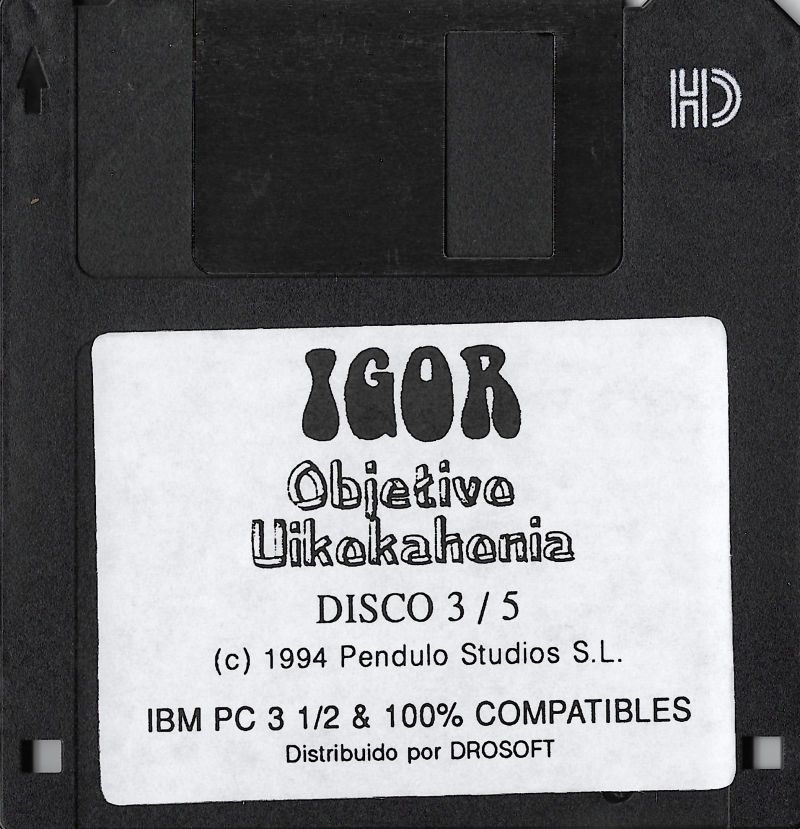 HD
IGOR
Objetivo
Uikokahonia
DISCO 3 / 5
(c) 1994 Pendulo Studios S.L.
IBM PC 3 1/2 & 100% COMPATIBLES
Distribuido por DROSOFT